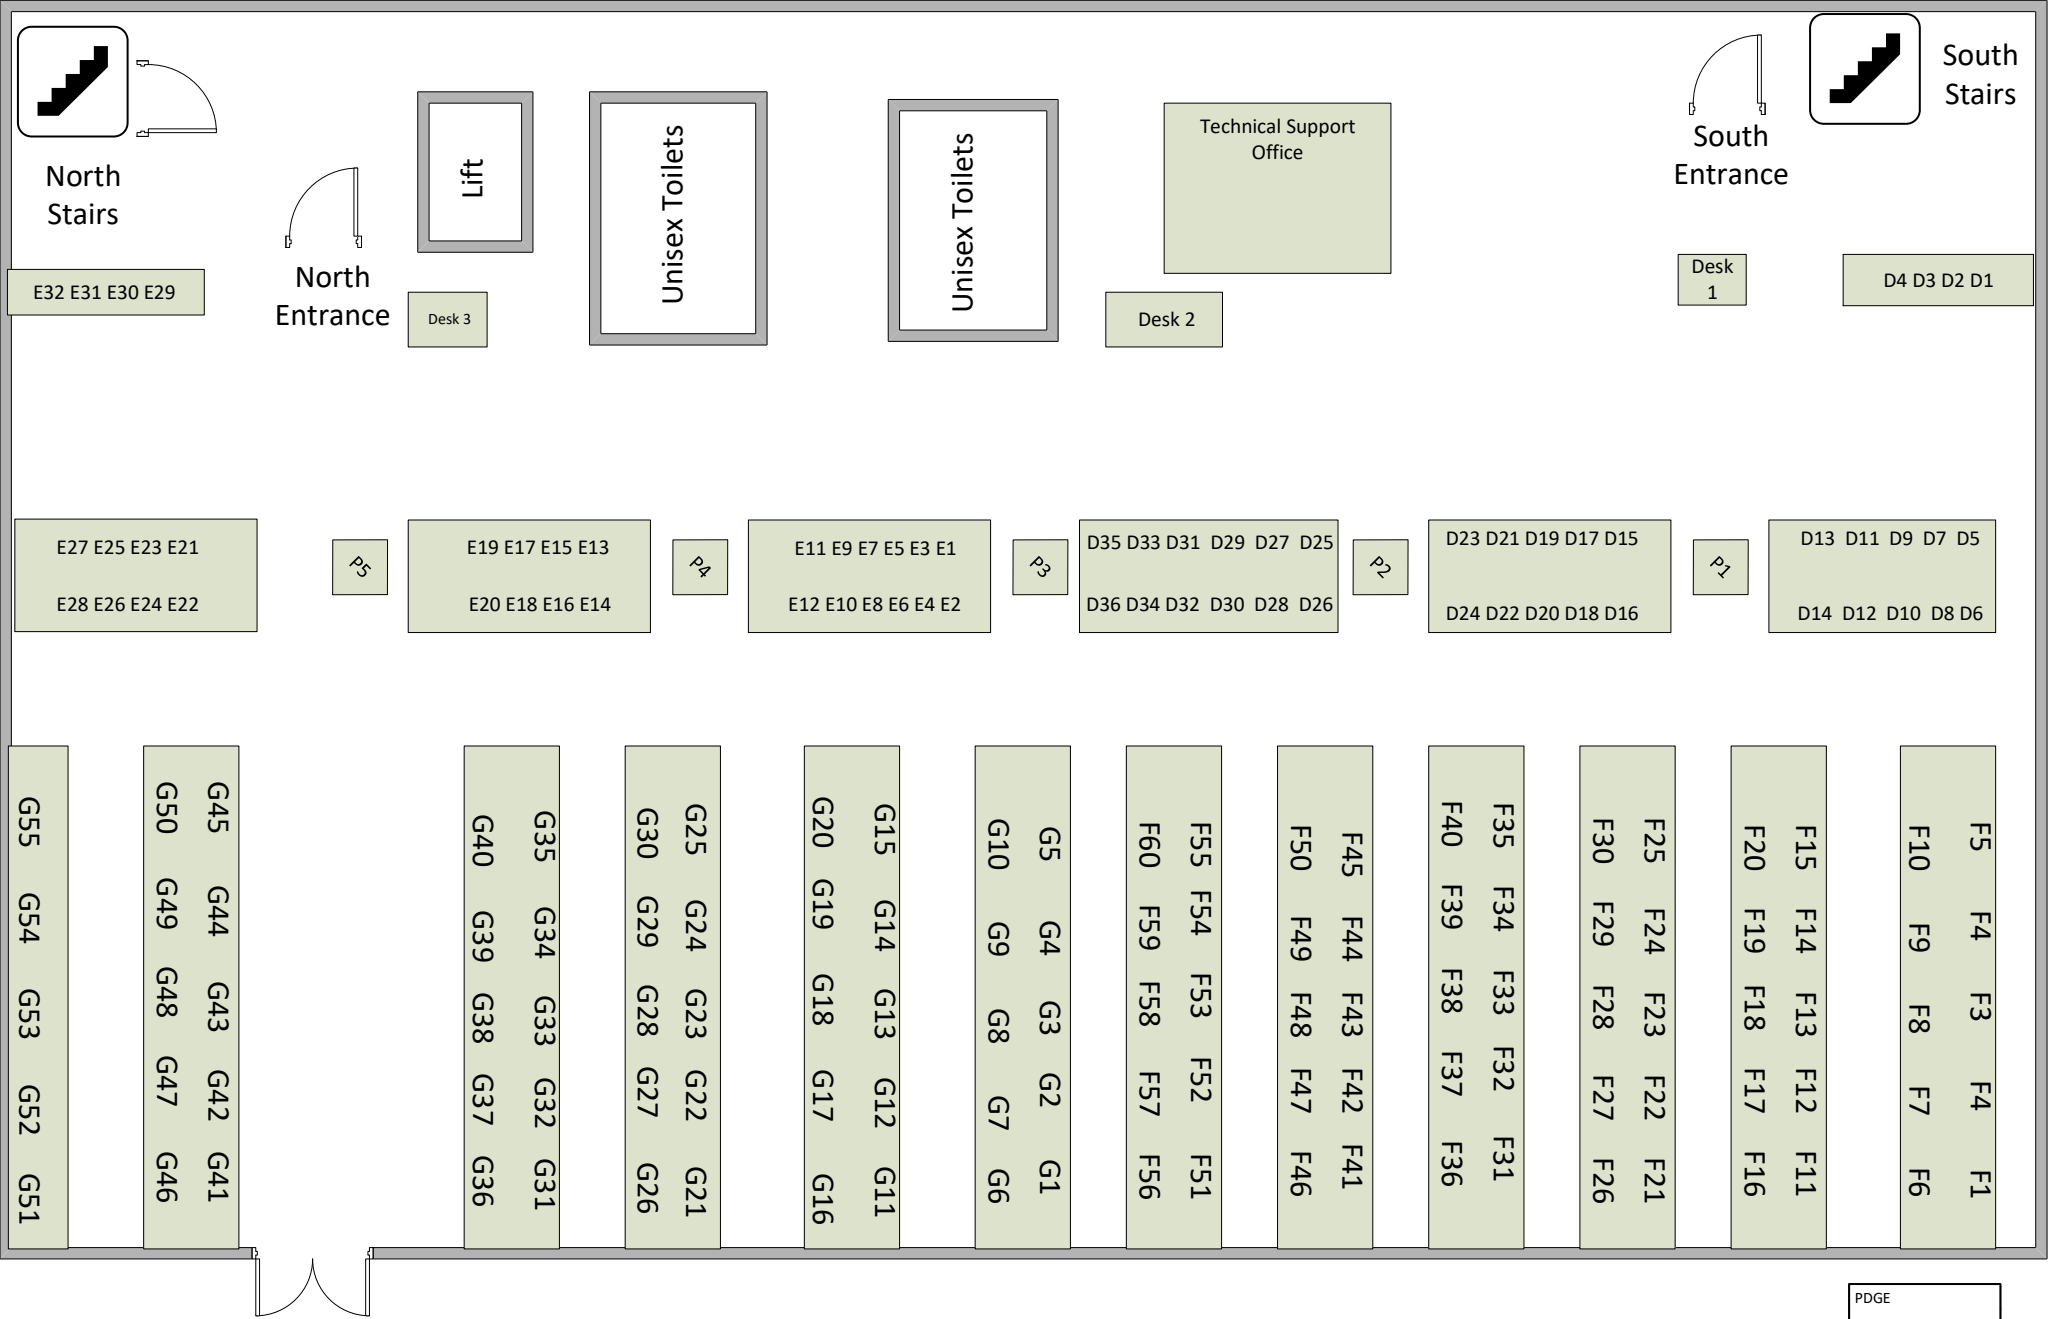 South
Stairs
Technical Support
Office
South
Entrance
North
Stairs
Lift
Unisex Toilets
Unisex Toilets
North
Entrance
Desk
1
D4 D3 D2 D1
E32 E31 E30 E29
Desk 3
Desk 2
E27 E25 E23 E21
E28 E26 E24 E22
P5
E19 E17 E15 E13
E20 E18 E16 E14
P4
E11 E9 E7 E5 E3 E1
E12 E10 E8 E6 E4 E2
P3
D35 D33 D31 D29 D27 D25
D36 D34 D32 D30 D28 D26
P2
D23 D21 D19 D17 D15
D24 D22 D20 D18 D16
P1
D13 D11 D9 D7 D5
D14 D12 D10 D8 D6
G55 G54 G53 G52 G51
G50 G49 G48 G47 G46
G45 G44 G43 G42 G41
G40 G39 G38 G37 G36
G35 G34 G33 G32 G31
G30 G29 G28 G27 G26
G25 G24 G23 G22 G21
G20 G19 G18 G17 G16
G15 G14 G13 G12 G11
G10 G9 G8 G7 G6
G5 G4 G3 G2 G1
F60 F59 F58 F57 F56
F55 F54 F53 F52 F51
F50 F49 F48 F47 F46
F45 F44 F43 F42 F41
F40 F39 F38 F37 F36
F35 F34 F33 F32 F31
F30 F29 F28 F27 F26
F25 F24 F23 F22 F21
F20 F19 F18 F17 F16
F15 F14 F13 F12 F11
F10 F9 F8 F7 F6
F5 F4 F3 F4 F1
PDGE